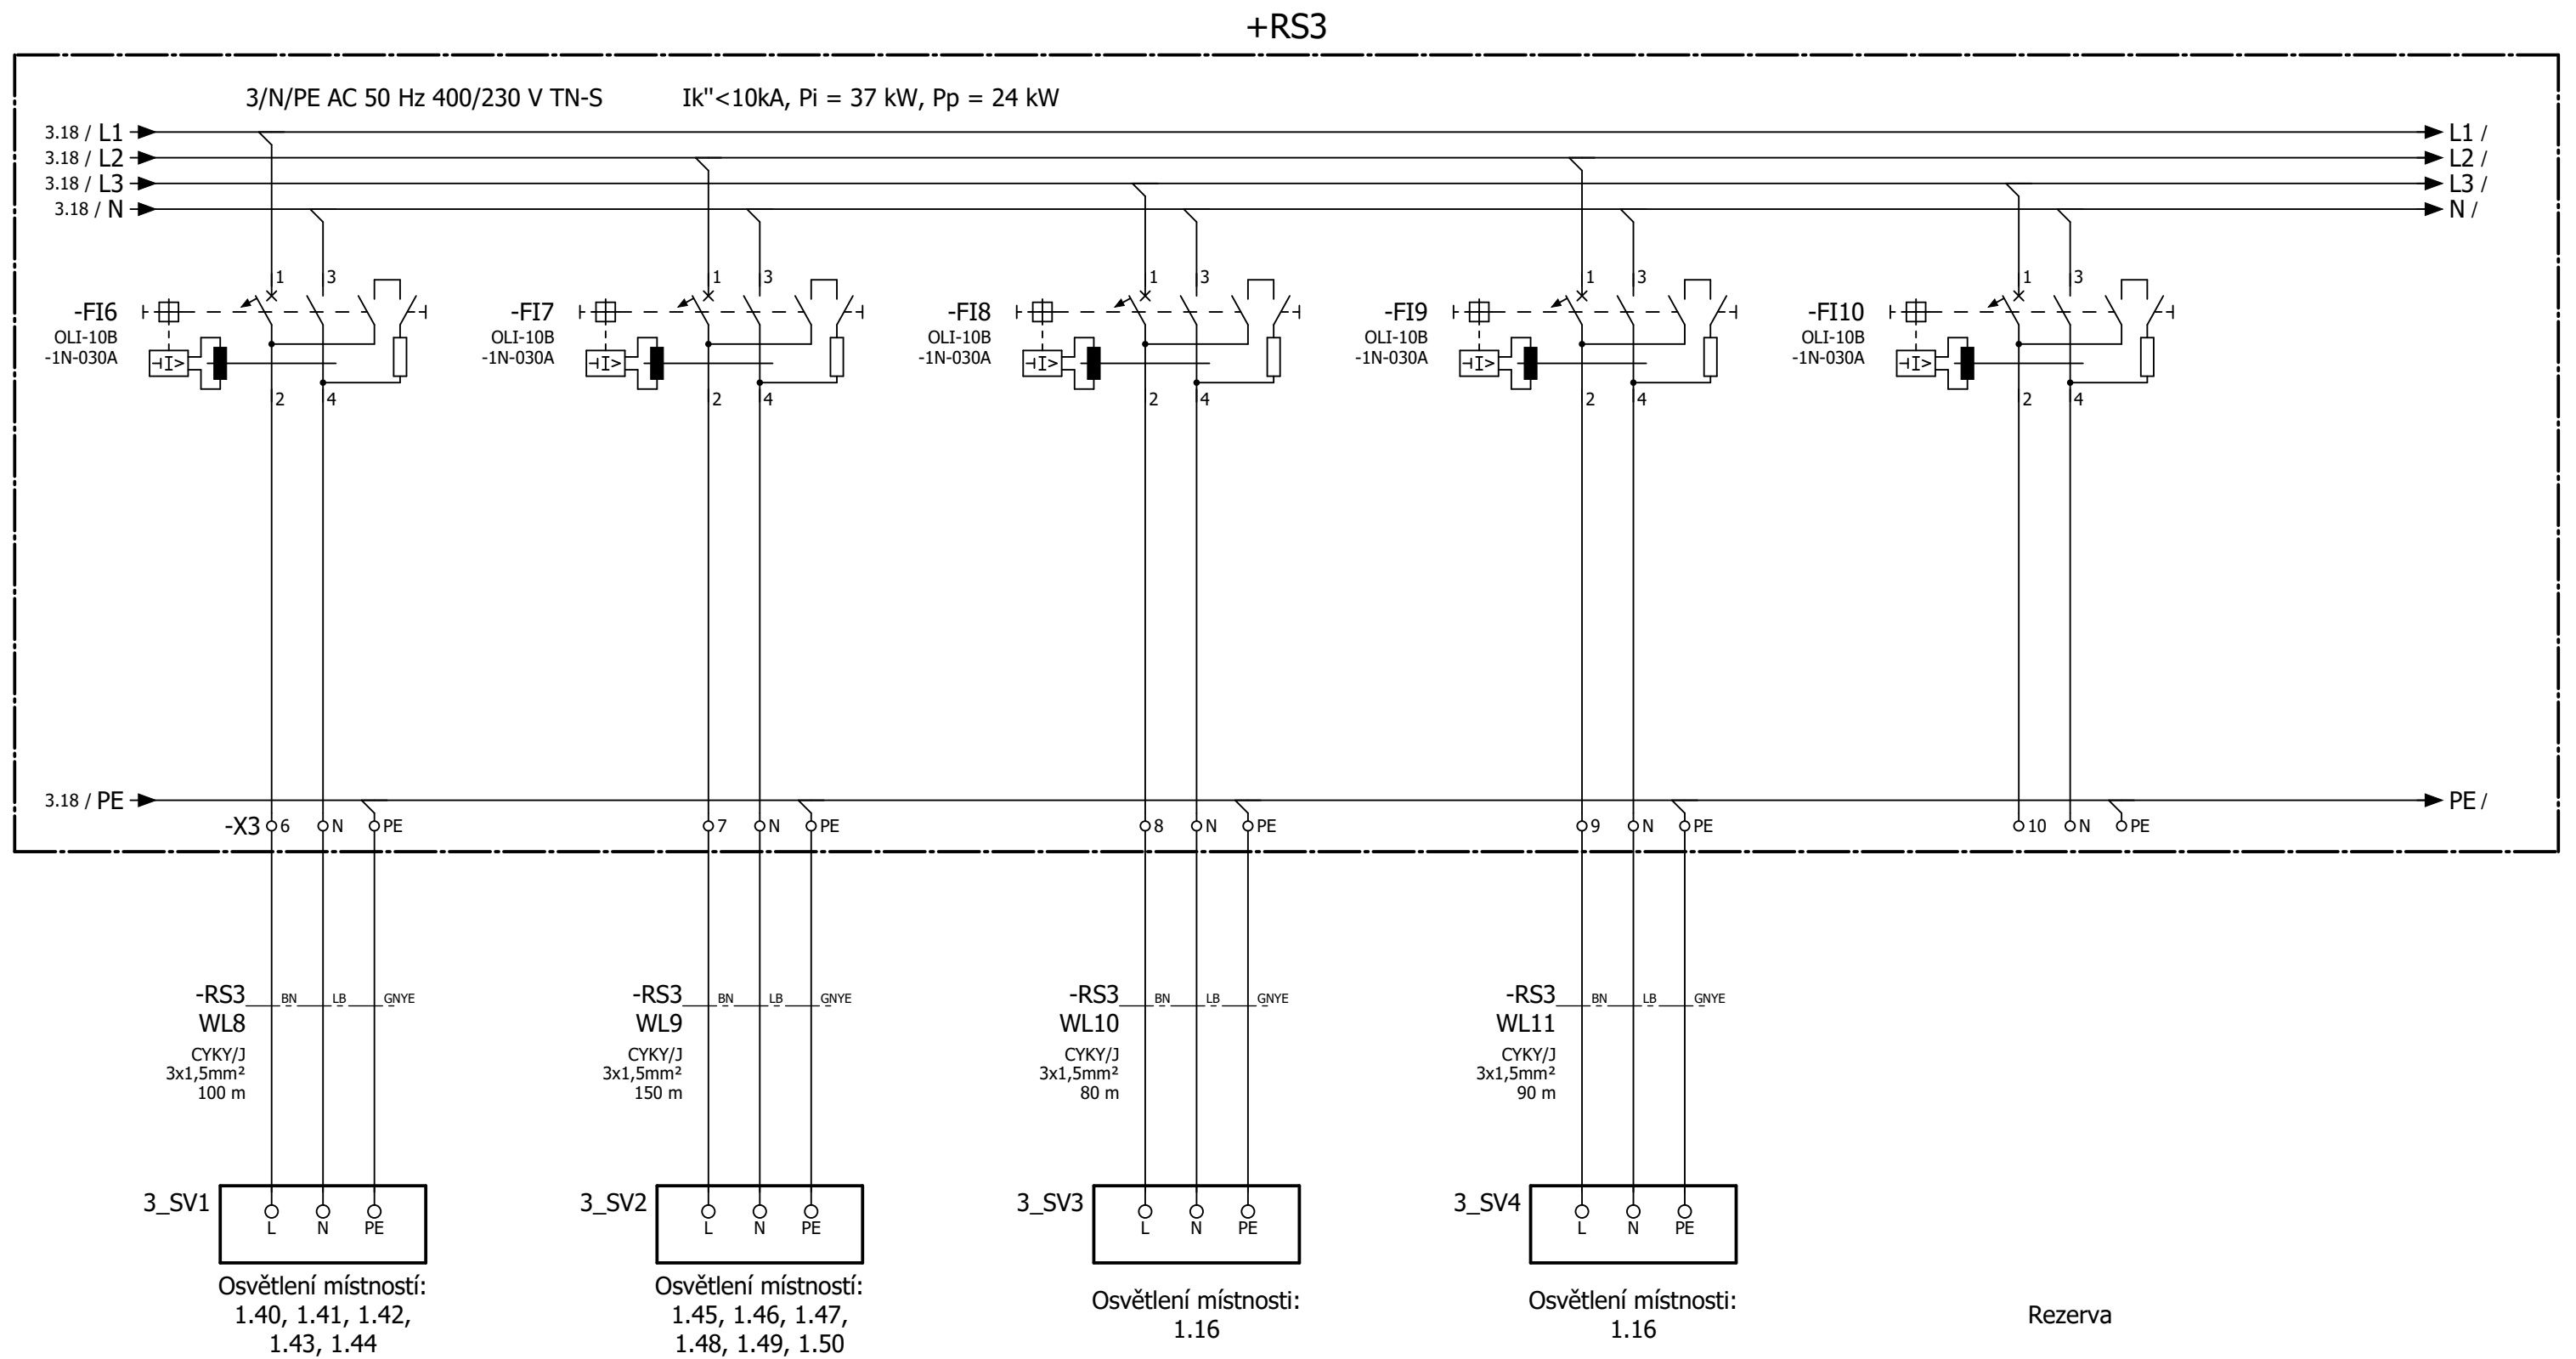 +RS3
3/N/PE AC 50 Hz 400/230 V TN-S Ik"<10kA, Pi = 37 kW, Pp = 24 kW
3.18 / L1 L1 /
3.18 / L2 L2 /
3.18 / L3 L3 /
3.18 / N N /
1 3 1 3 1 3 1 3 1 3
-FI6 -FI7 -FI8 -FI9 -FI10
OLI-10B OLI-10B OLI-10B OLI-10B OLI-10B
-1N-030A I> -1N-030A I> -1N-030A I> -1N-030A I> -1N-030A I>
2 4 2 4 2 4 2 4 2 4
3.18 / PE PE /
-X3 6 N PE 7 N PE 8 N PE 9 N PE 10 N PE
-RS3 BN LB GNYE -RS3 BN LB GNYE -RS3 BN LB GNYE -RS3 BN LB GNYE
WL8 WL9 WL10 WL11
CYKY/J CYKY/J CYKY/J CYKY/J
3x1,5mm² 3x1,5mm² 3x1,5mm² 3x1,5mm²
100 m 150 m 80 m 90 m
3_SV1 3_SV2 3_SV3 3_SV4
L N PE L N PE L N PE L N PE
Osvětlení místností:
1.40, 1.41, 1.42,
1.43, 1.44
Osvětlení místností:
1.45, 1.46, 1.47,
1.48, 1.49, 1.50
Osvětlení místnosti:
1.16
Osvětlení místnosti:
1.16
Rezerva